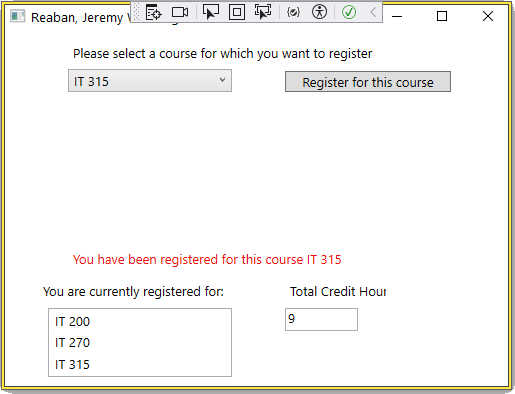 Reaban, Jeremy
Please select a course for which you want to register
IT 315
Register for this course
You have been registered for this course IT 315
You are currently registered for:
Total Credit Hour
IT 200
9
IT 270
IT 315